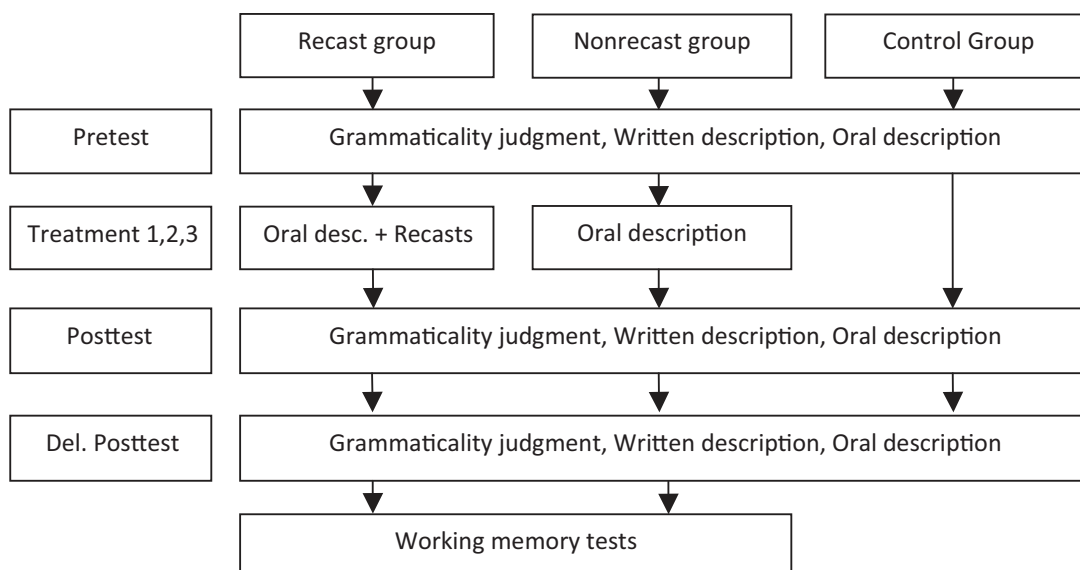 Recast group
Nonrecast group
Control Group
Pretest
Grammaticality judgment, Written description, Oral description
Treatment 1,2,3
Oral desc. + Recasts
Oral description
Posttest
Grammaticality judgment, Written description, Oral description
Del. Posttest
Grammaticality judgment, Written description, Oral description
Working memory tests